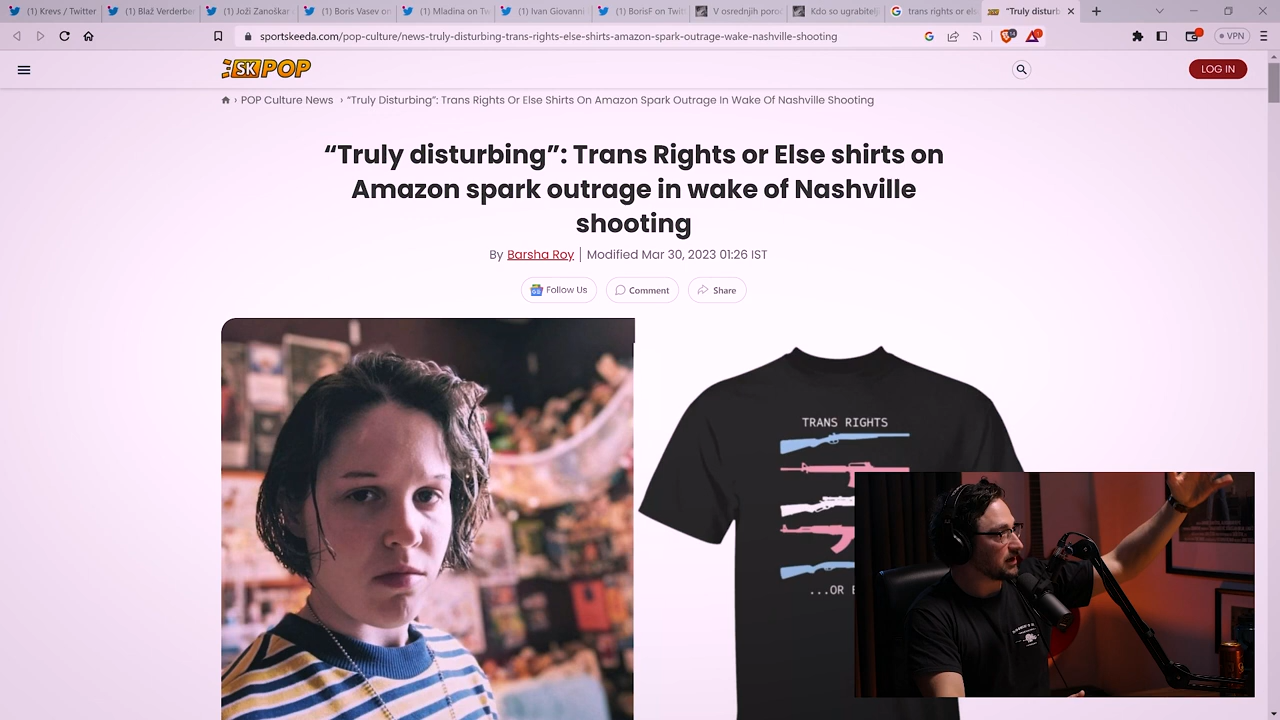 (1) Krevs / Twitter
(1) Blaž Verderber
(1) Joži Zanoškar
(1) Boris Vasev on
(1) Mladina on Tw
(1) Ivan Giovanni
(1) BorisF on Twit
V osrednjih poroč
Kdo so ugrabitelj
trans rights or els
"Truly disturb
sportskeeda.com/pop-culture/news-truly-disturbing-trans-rights-else-shirts-amazon-spark-outrage-wake-nashville-shooting
VPN
SK POP
LOG IN
POP Culture News › "Truly Disturbing": Trans Rights Or Else Shirts On Amazon Spark Outrage In Wake Of Nashville Shooting
“Truly disturbing”: Trans Rights or Else shirts on
Amazon spark outrage in wake of Nashville
shooting
By Barsha Roy | Modified Mar 30, 2023 01:26 IST
Follow Us
Comment
Share
TRANS RIGHTS
...OR E